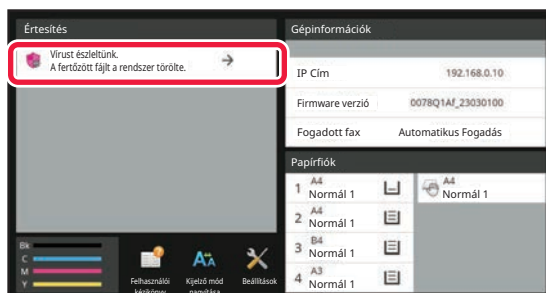 Értesítés
Vírust észleltünk.
A fertőzött fájlt a rendszer törölte.
Bk
C
M
Y
Felhasználói
kézikönyv
Kijelző mód
nagyítása
Beállítások
Gépinformációk
IP Cím 192.168.0.10
Firmware verzió 0078Q1Af_23030100
Fogadott fax Automatikus Fogadás
Papírfiók
1 A4
Normál 1
2 A4
Normál 1
3 B4
Normál 1
4 A3
Normál 1
A4
Normál 1